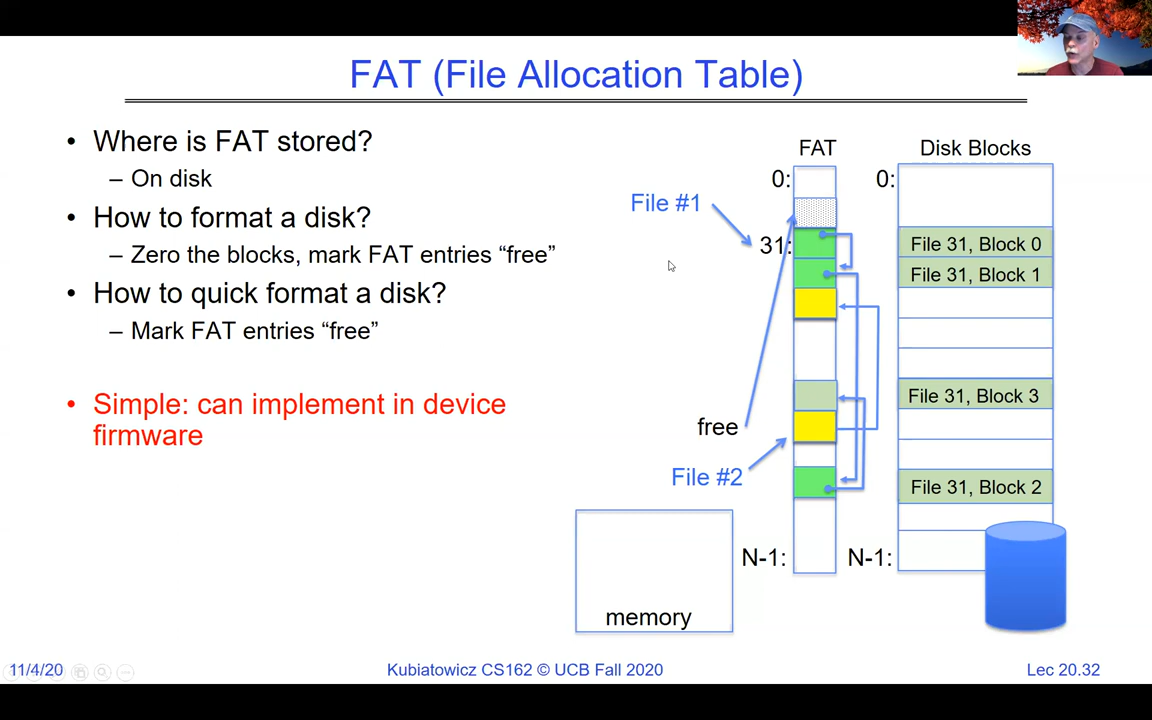 FAT (File Allocation Table)
• Where is FAT stored?
– On disk
• How to format a disk?
– Zero the blocks, mark FAT entries “free”
• How to quick format a disk?
– Mark FAT entries “free”
• Simple: can implement in device
firmware
FAT
Disk Blocks
0:
0:
File #1
31:
File 31, Block 0
File 31, Block 1
File 31, Block 3
free
File #2
File 31, Block 2
N-1:
N-1:
memory
11/4/20
Kubiatowicz CS162 © UCB Fall 2020
Lec 20.32